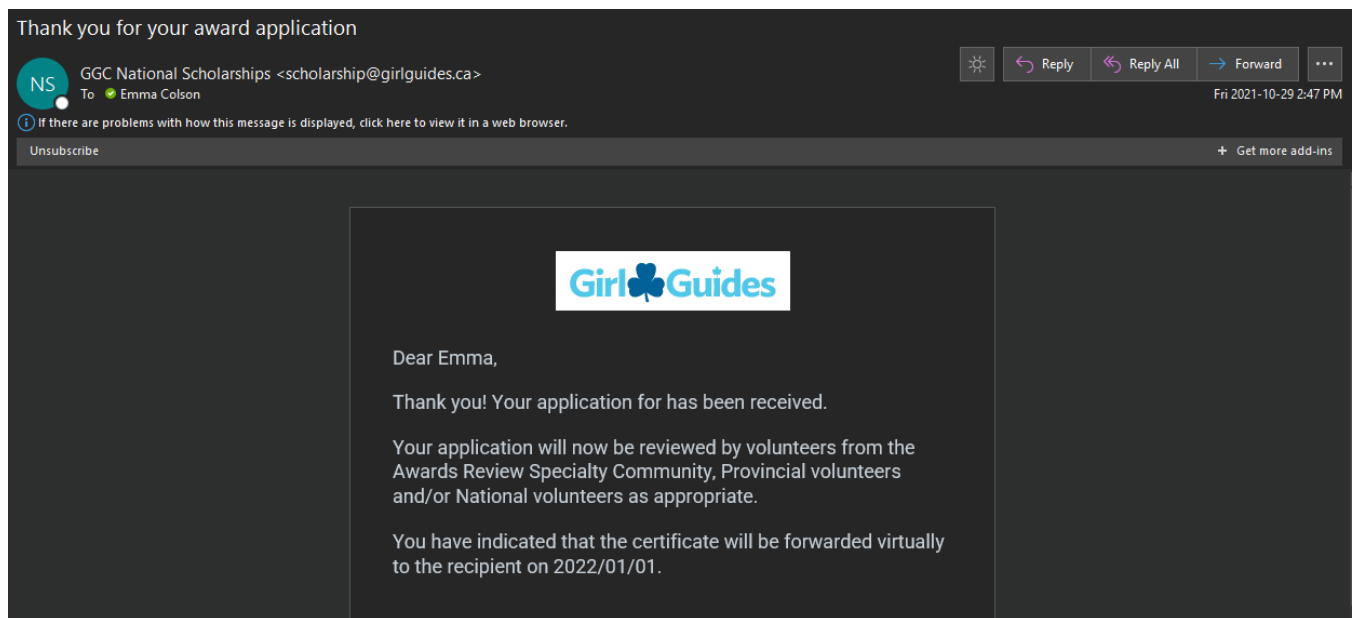 Thank you for your award application
NS
GGC National Scholarships <scholarship@girlguides.ca>
To Emma Colson
Reply
Reply All
Forward
Fri 2021-10-29 2:47 PM
If there are problems with how this message is displayed, click here to view it in a web browser.
Unsubscribe
+ Get more add-ins
Girl Guides
Dear Emma,
Thank you! Your application for has been received.
Your application will now be reviewed by volunteers from the
Awards Review Specialty Community, Provincial volunteers
and/or National volunteers as appropriate.
You have indicated that the certificate will be forwarded virtually
to the recipient on 2022/01/01.